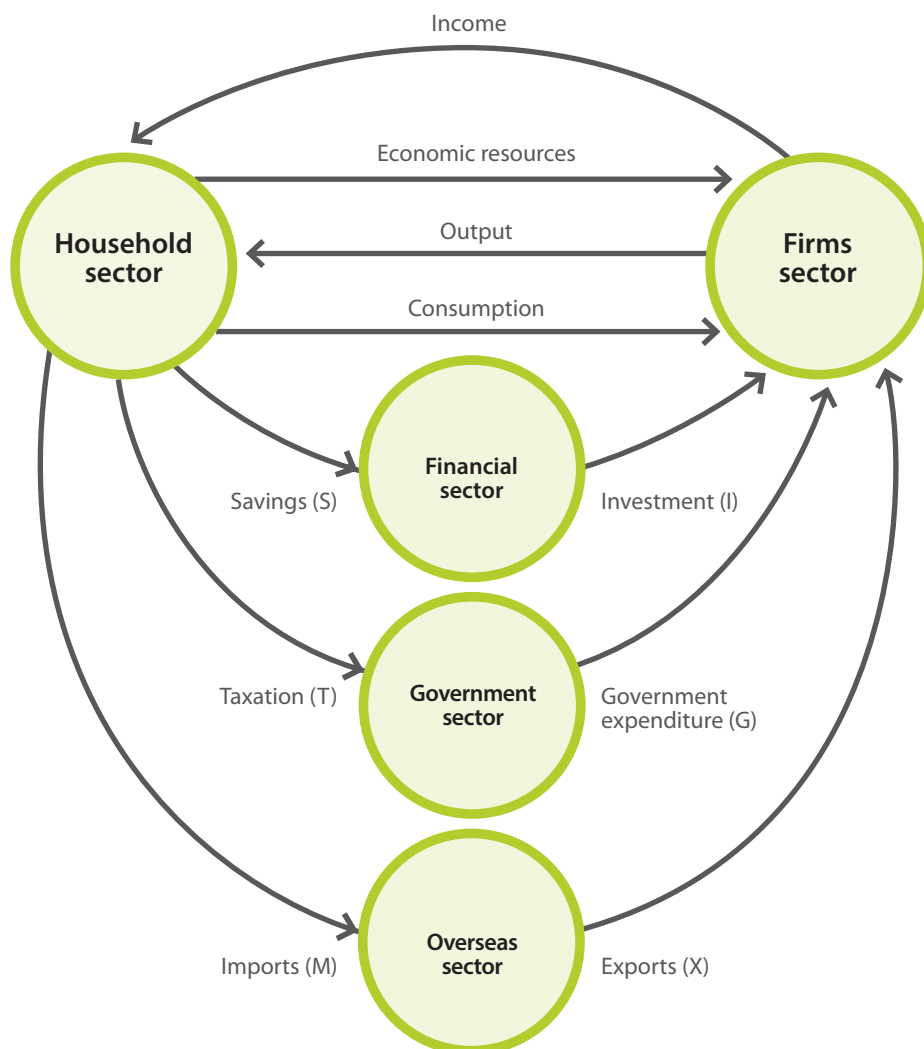 Income
Economic resources
Household
sector
Output
Firms
sector
Consumption
Financial
sector
Savings (S)
Investment (I)
Government
sector
Taxation (T)
Government
expenditure (G)
Overseas
sector
Imports (M)
Exports (X)